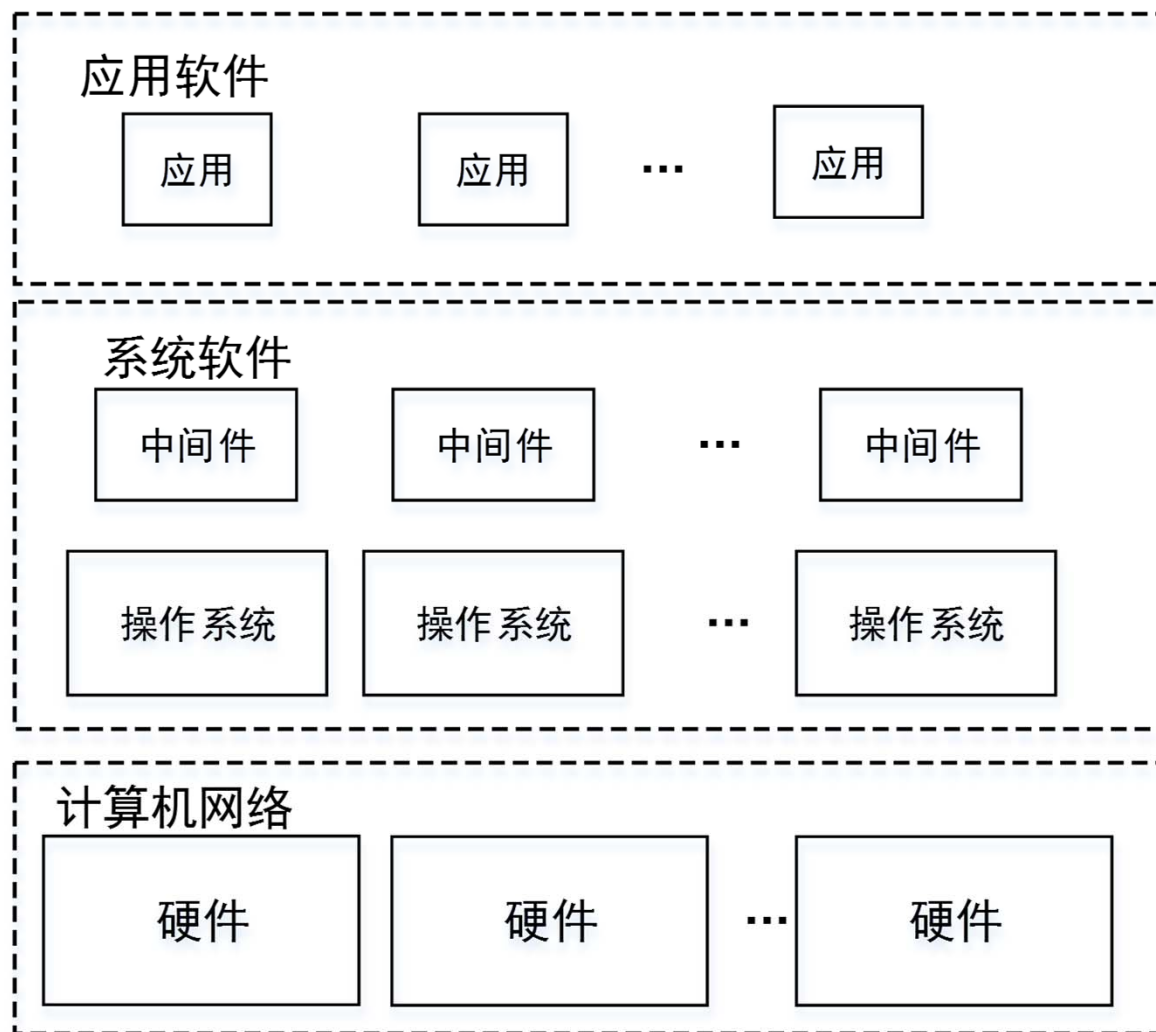 应用软件
应用 应用 ... 应用
系统软件
中间件 中间件 ... 中间件
操作系统 操作系统 ... 操作系统
计算机网络
硬件 硬件 ... 硬件